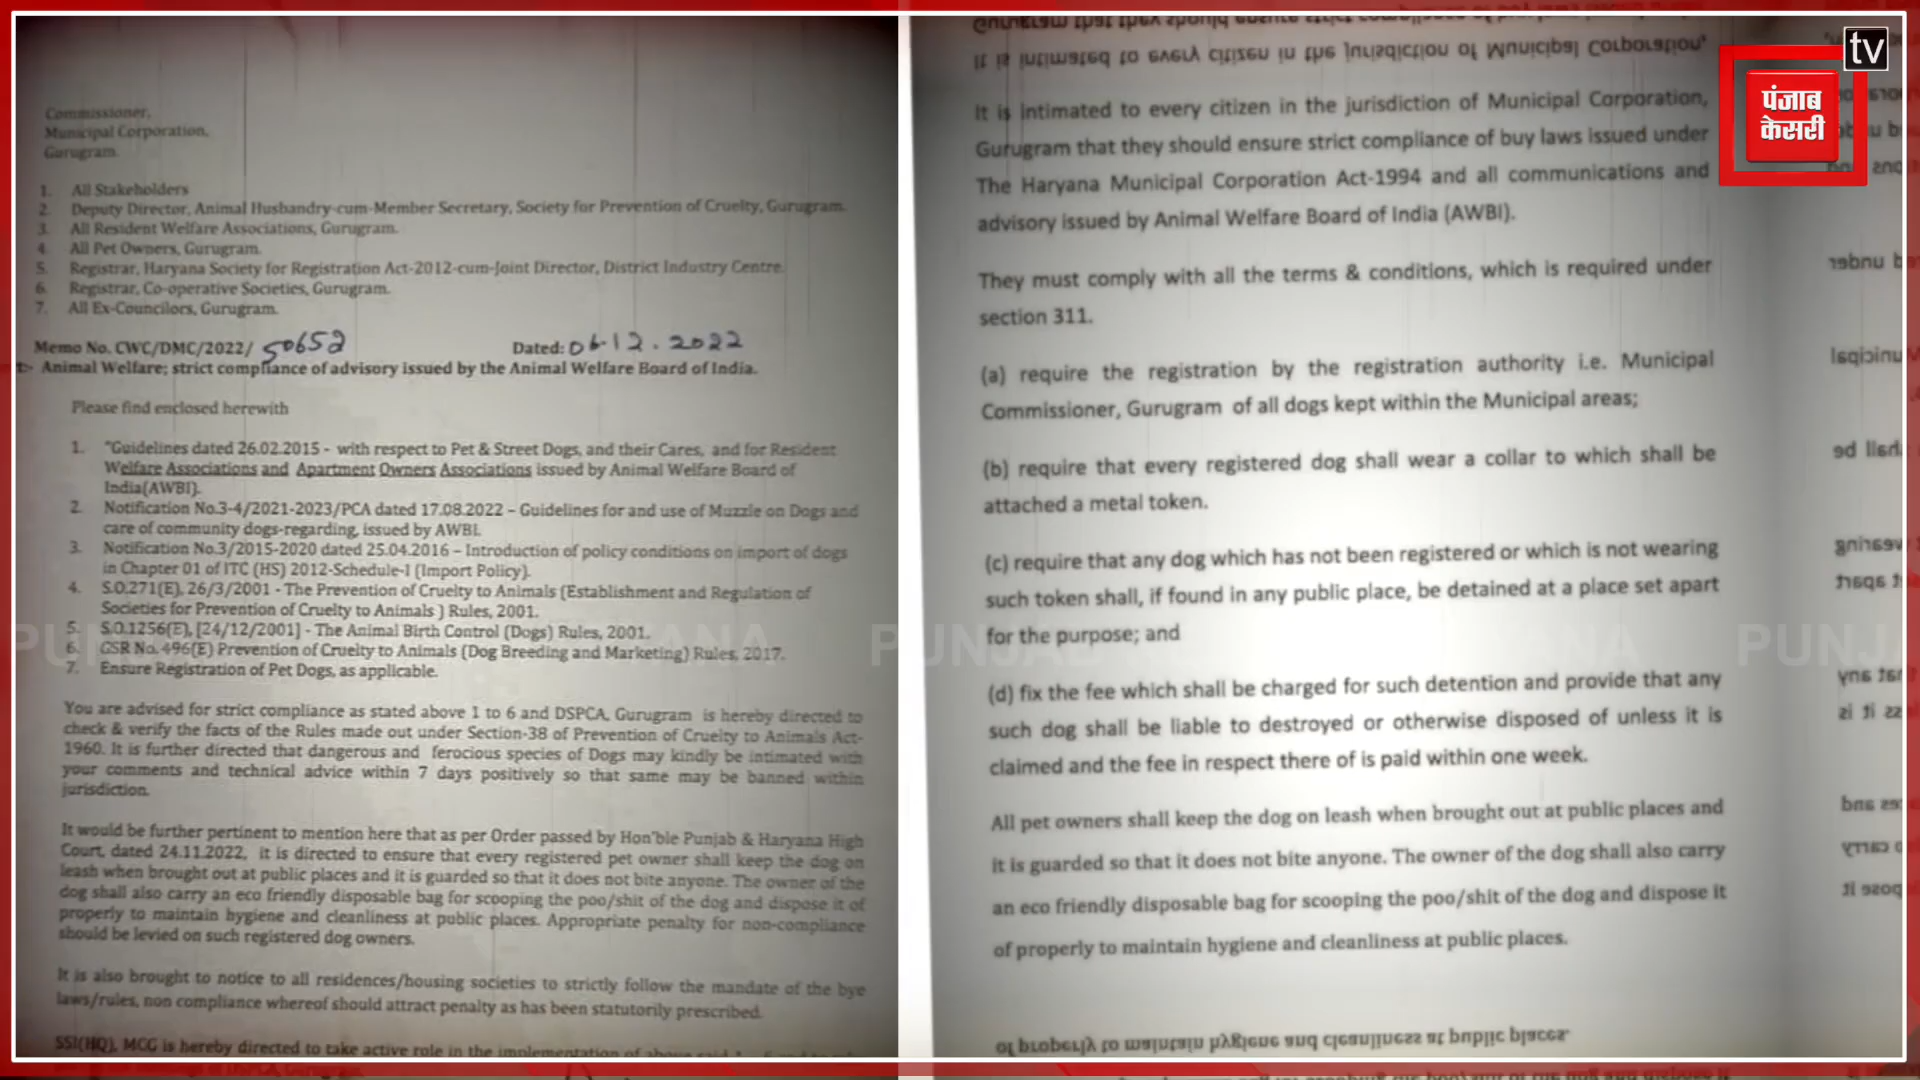 Commissioner,
Municipal Corporation,
Gurugram.
1. All Stakeholders
2. Deputy Director, Animal Husbandry-cum-Member Secretary, Society for Prevention of Cruelty, Gurugram.
3. All Resident Welfare Associations, Gurugram.
4. All Pet Owners, Gurugram.
5. Registrar, Haryana Society for Registration Act-2012-cum-Joint Director, District Industry Centre.
6. Registrar, Co-operative Societies, Gurugram.
7. All Ex-Councilors, Gurugram.
Memo No. CWC/DMC/2022/ 50652 Dated: 06-12.2022
Animal Welfare; strict compliance of advisory issued by the Animal Welfare Board of India.
Please find enclosed herewith
1. "Guidelines dated 26.02.2015 - with respect to Pet & Street Dogs, and their Cares, and for Resident
Welfare Associations and Apartment Owners Associations issued by Animal Welfare Board of
India(AWBI).
2. Notification No.3-4/2021-2023/PCA dated 17.08.2022 – Guidelines for and use of Muzzle on Dogs and
care of community dogs-regarding, issued by AWBI.
3. Notification No.3/2015-2020 dated 25.04.2016 – Introduction of policy conditions on import of dogs
in Chapter 01 of ITC (HS) 2012-Schedule-I (Import Policy).
4. S.O.271(E), 26/3/2001 - The Prevention of Cruelty to Animals (Establishment and Regulation of
Societies for Prevention of Cruelty to Animals ) Rules, 2001.
5. S.O.1256(E), [24/12/2001] - The Animal Birth Control (Dogs) Rules, 2001.
6. GSR No. 496(E) Prevention of Cruelty to Animals (Dog Breeding and Marketing) Rules, 2017.
7. Ensure Registration of Pet Dogs, as applicable.
You are advised for strict compliance as stated above 1 to 6 and DSPCA, Gurugram is hereby directed to
check & verify the facts of the Rules made out under Section-38 of Prevention of Cruelty to Animals Act-
1960. It is further directed that dangerous and ferocious species of Dogs may kindly be intimated with
your comments and technical advice within 7 days positively so that same may be banned within
jurisdiction.
It would be further pertinent to mention here that as per Order passed by Hon'ble Punjab & Haryana High
Court, dated 24.11.2022, it is directed to ensure that every registered pet owner shall keep the dog on
leash when brought out at public places and it is guarded so that it does not bite anyone. The owner of the
dog shall also carry an eco friendly disposable bag for scooping the poo/shit of the dog and dispose it of
properly to maintain hygiene and cleanliness at public places. Appropriate penalty for non-compliance
should be levied on such registered dog owners.
It is also brought to notice to all residences/housing societies to strictly follow the mandate of the bye
laws/rules, non compliance whereof should attract penalty as has been statutorily prescribed.
SSI(HQ), MCG is hereby directed to take active role in the implementation of above said
It is intimated to every citizen in the jurisdiction of Municipal Corporation,
It is intimated to every citizen in the jurisdiction of Municipal Corporation,
Gurugram that they should ensure strict compliance of buy laws issued under
The Haryana Municipal Corporation Act-1994 and all communications and
advisory issued by Animal Welfare Board of India (AWBI).
They must comply with all the terms & conditions, which is required under
section 311.
(a) require the registration by the registration authority i.e. Municipal
Commissioner, Gurugram of all dogs kept within the Municipal areas;
(b) require that every registered dog shall wear a collar to which shall be
attached a metal token.
(c) require that any dog which has not been registered or which is not wearing
such token shall, if found in any public place, be detained at a place set apart
for the purpose; and
(d) fix the fee which shall be charged for such detention and provide that any
such dog shall be liable to destroyed or otherwise disposed of unless it is
claimed and the fee in respect there of is paid within one week.
All pet owners shall keep the dog on leash when brought out at public places and
it is guarded so that it does not bite anyone. The owner of the dog shall also carry
an eco friendly disposable bag for scooping the poo/shit of the dog and dispose it
of properly to maintain hygiene and cleanliness at public places.
of properly to maintain hygiene and cleanliness at public places.
tv
पंजाब
केसरी